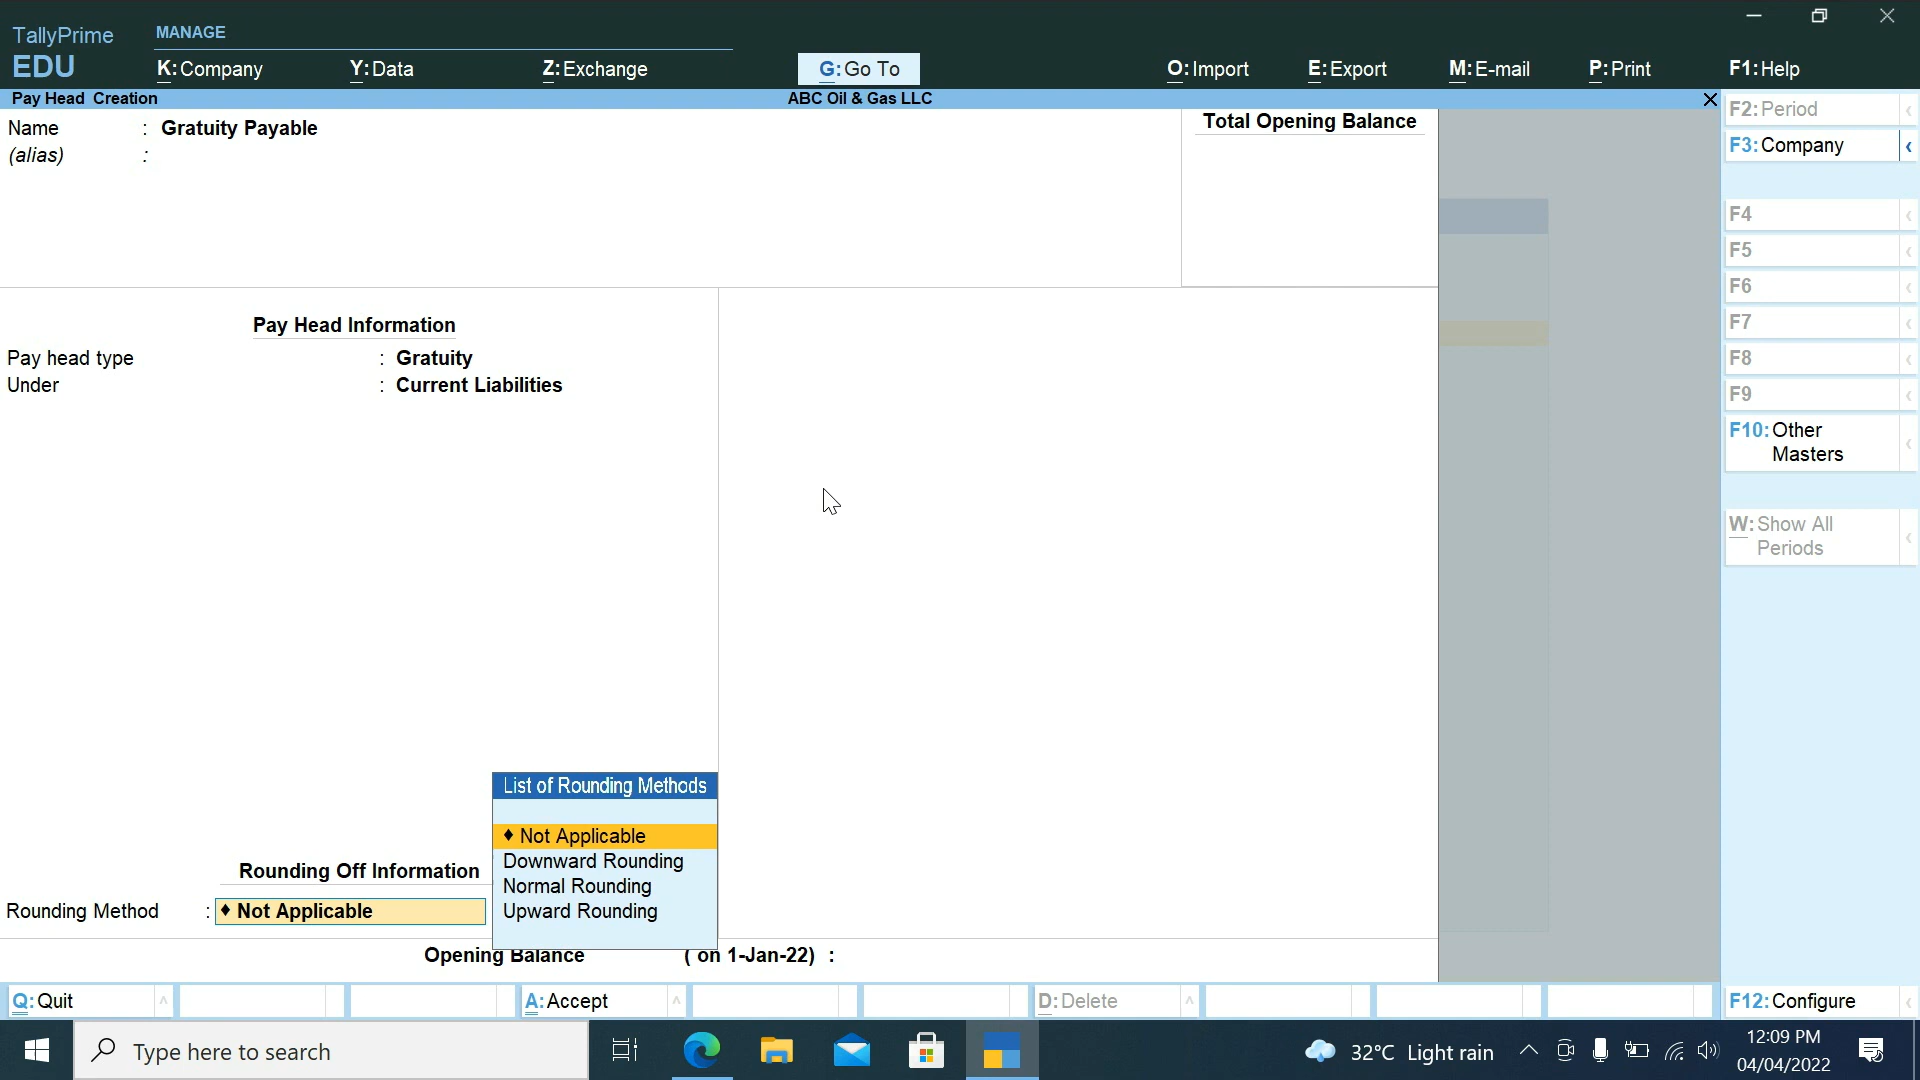 TallyPrime
EDU
MANAGE
K:Company
Y:Data
Z:Exchange
G:Go To
O:Import
E:Export
M:E-mail
P:Print
F1:Help
Pay Head Creation
ABC Oil & Gas LLC
Name : Gratuity Payable
(alias) :
Total Opening Balance
Pay Head Information
Pay head type : Gratuity
Under : Current Liabilities
List of Rounding Methods
♦ Not Applicable
Downward Rounding
Normal Rounding
Upward Rounding
Rounding Off Information
Rounding Method : ♦ Not Applicable
Opening Balance ( on 1-Jan-22) :
F2:Period
F3:Company
F4
F5
F6
F7
F8
F9
F10:Other
Masters
W:Show All
Periods
Q:Quit
A:Accept
D:Delete
F12:Configure
Type here to search
32°C Light rain
12:09 PM
04/04/2022